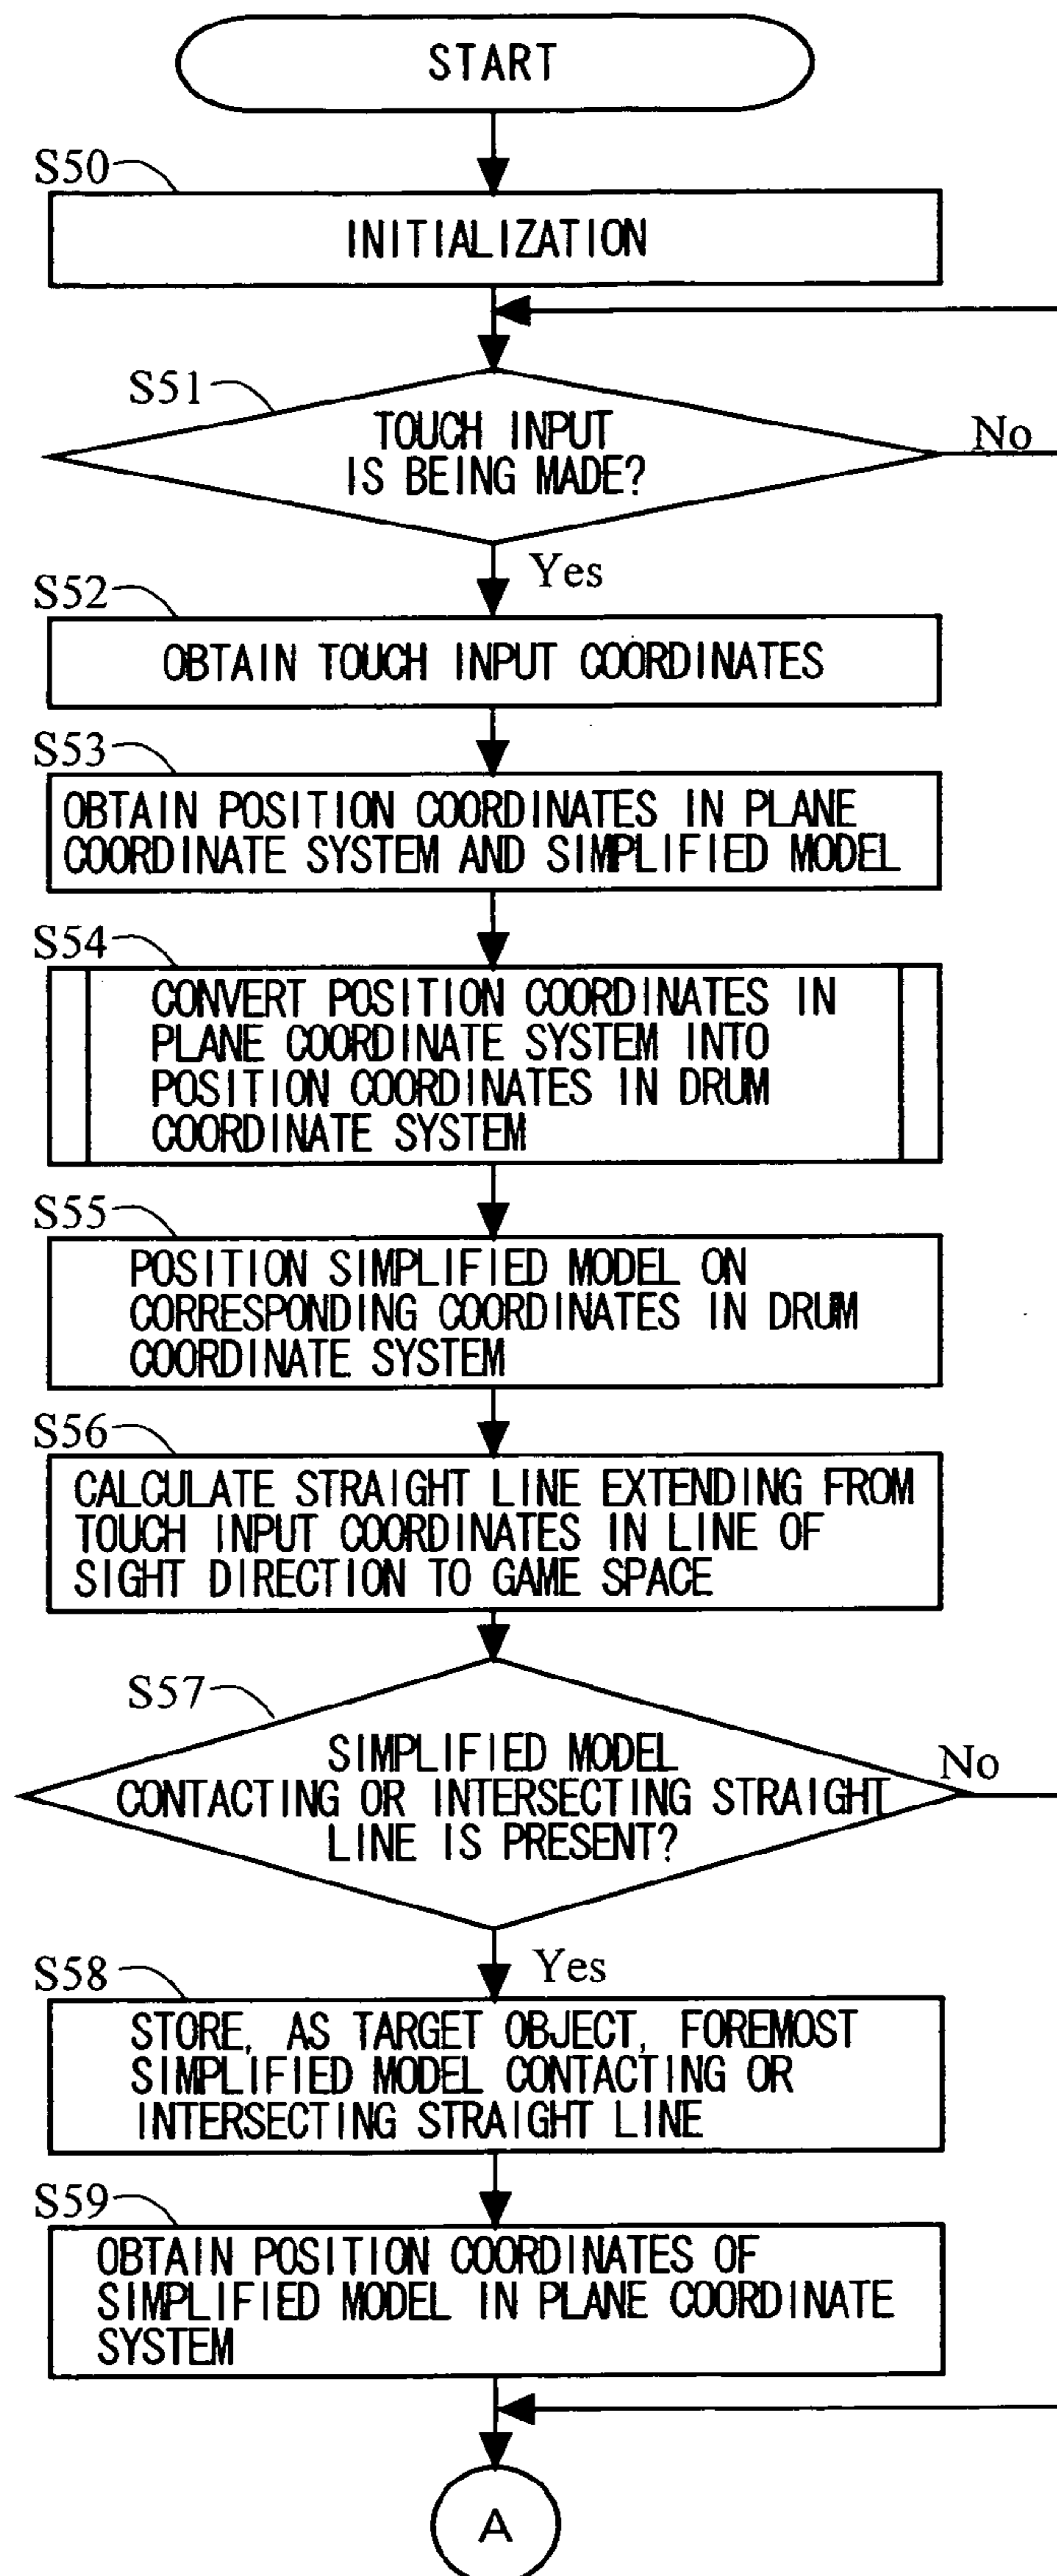 START
S50
INITIALIZATION
S51
TOUCH INPUT
IS BEING MADE?
No
Yes
S52
OBTAIN TOUCH INPUT COORDINATES
S53
OBTAIN POSITION COORDINATES IN PLANE
COORDINATE SYSTEM AND SIMPLIFIED MODEL
S54
CONVERT POSITION COORDINATES IN
PLANE COORDINATE SYSTEM INTO
POSITION COORDINATES IN DRUM
COORDINATE SYSTEM
S55
POSITION SIMPLIFIED MODEL ON
CORRESPONDING COORDINATES IN DRUM
COORDINATE SYSTEM
S56
CALCULATE STRAIGHT LINE EXTENDING FROM
TOUCH INPUT COORDINATES IN LINE OF
SIGHT DIRECTION TO GAME SPACE
S57
SIMPLIFIED MODEL
CONTACTING OR INTERSECTING STRAIGHT
LINE IS PRESENT?
No
Yes
S58
STORE, AS TARGET OBJECT, FOREMOST
SIMPLIFIED MODEL CONTACTING OR
INTERSECTING STRAIGHT LINE
S59
OBTAIN POSITION COORDINATES OF
SIMPLIFIED MODEL IN PLANE COORDINATE
SYSTEM
A